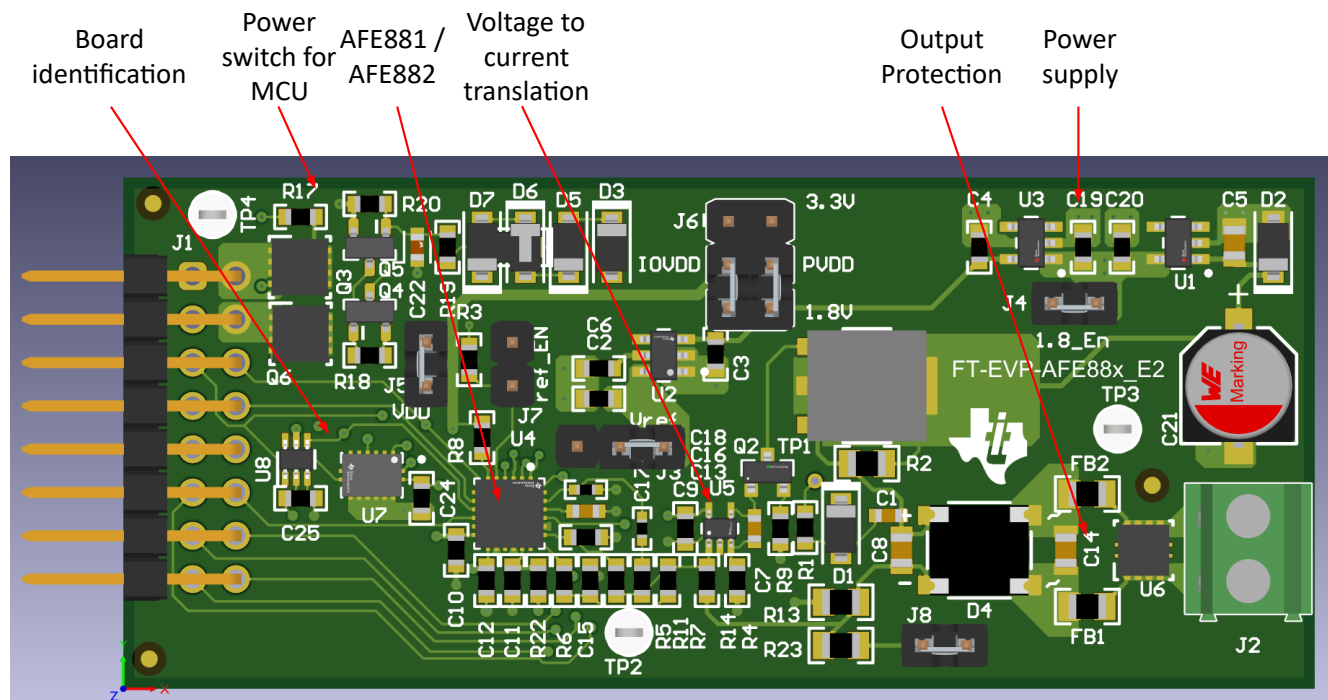 Board
identification
Power
switch for
MCU
AFE881 /
AFE882
Voltage to
current
translation
Output
Protection
Power
supply
R17
TP4
J1
R20
Q3
Q5
Q4
C22
R19
D7
D6
D5
D3
J6
3.3V
IOVDD
PVDD
1.8V
C4
U3
C19
C20
C5
D2
U1
J4
1.8_En
Q6
R18
J5
VDD
R3
ref_EN
J7
C6
C2
U2
C3
FT-EVP-AFE88x_E2
TP3
C21
+
WE
Marking
U8
C25
U7
C24
R8
U4
Vref
J3
C18
C16
C13
U5
C17
C9
Q2
TP1
R2
C1
FB2
C10
C12
C11
R22
R6
C15
TP2
R5
R11
R7
R14
R4
C7
R9
R1
D1
C8
+
-
~
~
D4
C14
U6
FB1
R13
R23
J8
J2
Y
Z
X
ti